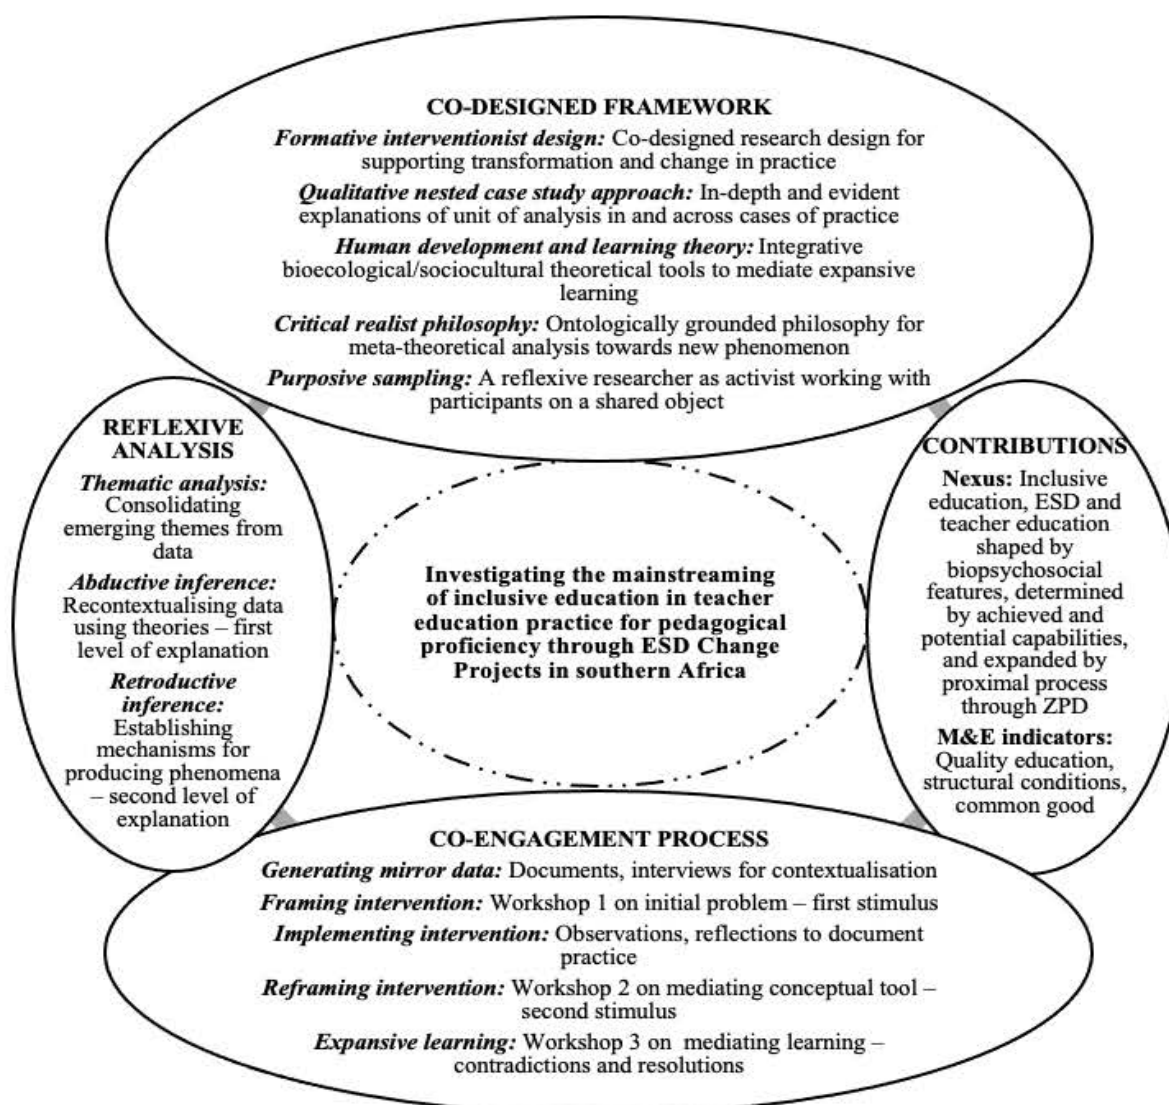 CO-DESIGNED FRAMEWORK
Formative interventionist design: Co-designed research design for
supporting transformation and change in practice
Qualitative nested case study approach: In-depth and evident
explanations of unit of analysis in and across cases of practice
Human development and learning theory: Integrative
bioecological/sociocultural theoretical tools to mediate expansive
learning
Critical realist philosophy: Ontologically grounded philosophy for
meta-theoretical analysis towards new phenomenon
Purposive sampling: A reflexive researcher as activist working with
participants on a shared object
REFLEXIVE
ANALYSIS
Thematic analysis:
Consolidating
emerging themes from
data
Abductive inference:
Recontextualising data
using theories – first
level of explanation
Retroductive
inference:
Establishing
mechanisms for
producing phenomena
– second level of
explanation
Investigating the mainstreaming
of inclusive education in teacher
education practice for pedagogical
proficiency through ESD Change
Projects in southern Africa
CONTRIBUTIONS
Nexus: Inclusive
education, ESD and
teacher education
shaped by
biopsychosocial
features, determined
by achieved and
potential capabilities,
and expanded by
proximal process
through ZPD
M&E indicators:
Quality education,
structural conditions,
common good
CO-ENGAGEMENT PROCESS
Generating mirror data: Documents, interviews for contextualisation
Framing intervention: Workshop 1 on initial problem – first stimulus
Implementing intervention: Observations, reflections to document
practice
Reframing intervention: Workshop 2 on mediating conceptual tool –
second stimulus
Expansive learning: Workshop 3 on mediating learning –
contradictions and resolutions